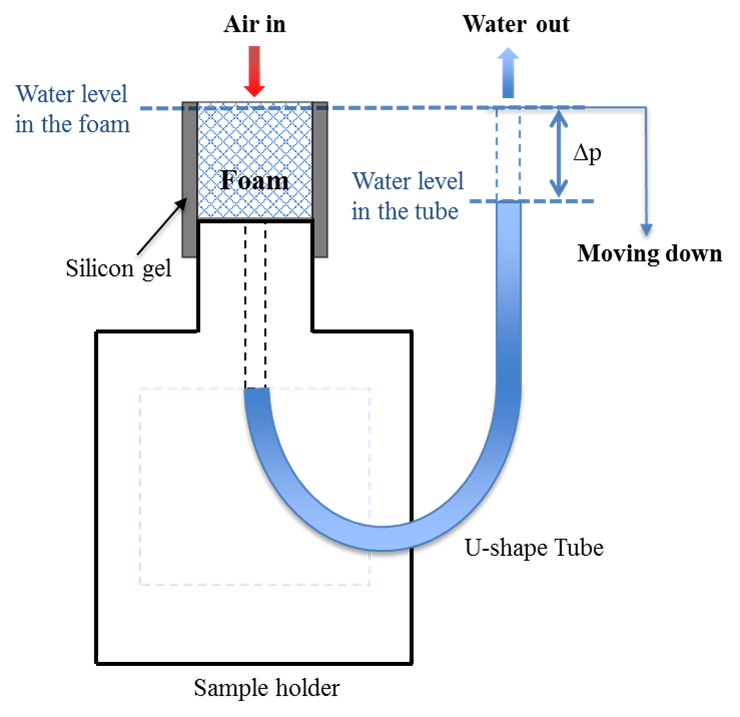 Air in
Water out
Water level
in the foam
Foam
Δp
Water level
in the tube
Silicon gel
Moving down
U-shape Tube
Sample holder